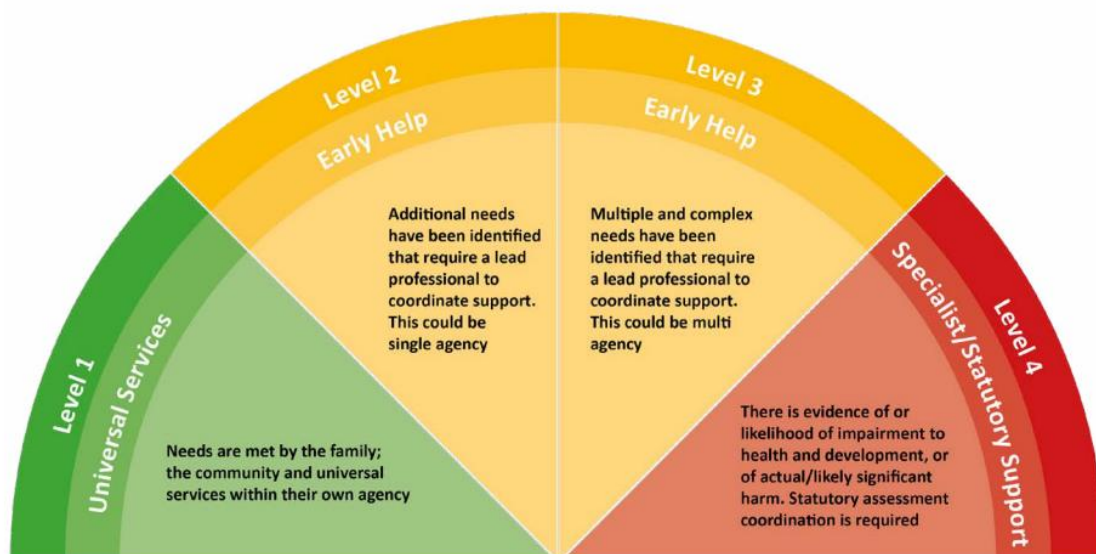 Level 1
Universal Services
Needs are met by the family;
the community and universal
services within their own agency
Level 2
Early Help
Additional needs
have been identified
that require a lead
professional to
coordinate support.
This could be
single agency
Level 3
Early Help
Multiple and complex
needs have been
identified that require
a lead professional to
coordinate support.
This could be multi
agency
Level 4
Specialist/Statutory Support
There is evidence of or
likelihood of impairment to
health and development, or
of actual/likely significant
harm. Statutory assessment
coordination is required